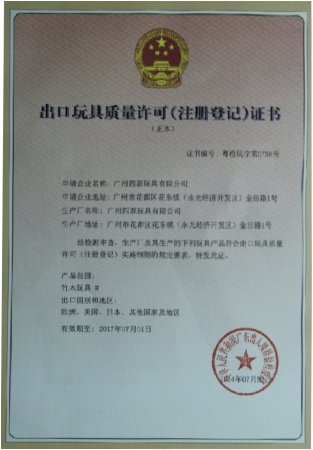 出口玩具质量许可(注册登记)证书
(正本)
证书编号:粤检玩字第0756号
申请企业名称:广州四联玩具有限公司
申请企业地址:广州市花都区花东镇(永光经济开发区)金田路1号
生产厂名称:广州四联玩具有限公司
生产厂地址:广州市花都区花东镇(永光经济开发区)金田路1号
经检测审查,生产厂及其生产的下列玩具产品符合出口玩具质量
许可(注册登记)实施细则的规定要求,特发此证。
产品范围:
竹木玩具 #
出口国别和地区:
欧洲、美国、日本、其他国家及地区
有效期至:2017年07月01日